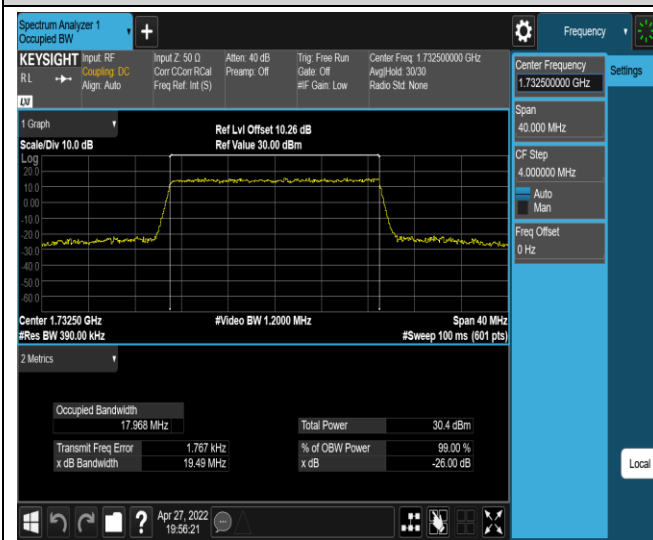 Spectrum Analyzer 1
Occupied BW
+
Frequency
KEYSIGHT
RL
LXI
Input: RF
Coupling: DC
Align: Auto
Input Z: 50 Ω
Corr CCorr RCal
Freq Ref: Int (S)
Atten: 40 dB
Preamp: Off
Trig: Free Run
Gate: Off
#IF Gain: Low
Center Freq: 1.732500000 GHz
Avg|Hold: 30/30
Radio Std: None
Center Frequency
1.732500000 GHz
Settings
Span
40.000 MHz
CF Step
4.000000 MHz
Auto
Man
Freq Offset
0 Hz
Local
1 Graph
Ref Lvl Offset 10.26 dB
Scale/Div 10.0 dB
Ref Value 30.00 dBm
Log
20.0
10.0
0.00
-10.0
-20.0
-30.0
-40.0
-50.0
-60.0
Center 1.73250 GHz
#Video BW 1.2000 MHz
Span 40 MHz
#Res BW 390.00 kHz
#Sweep 100 ms (601 pts)
2 Metrics
Occupied Bandwidth
17.968 MHz
Total Power 30.4 dBm
Transmit Freq Error 1.767 kHz
% of OBW Power 99.00 %
x dB Bandwidth 19.49 MHz
x dB -26.00 dB
?
Apr 27, 2022
19:56:21